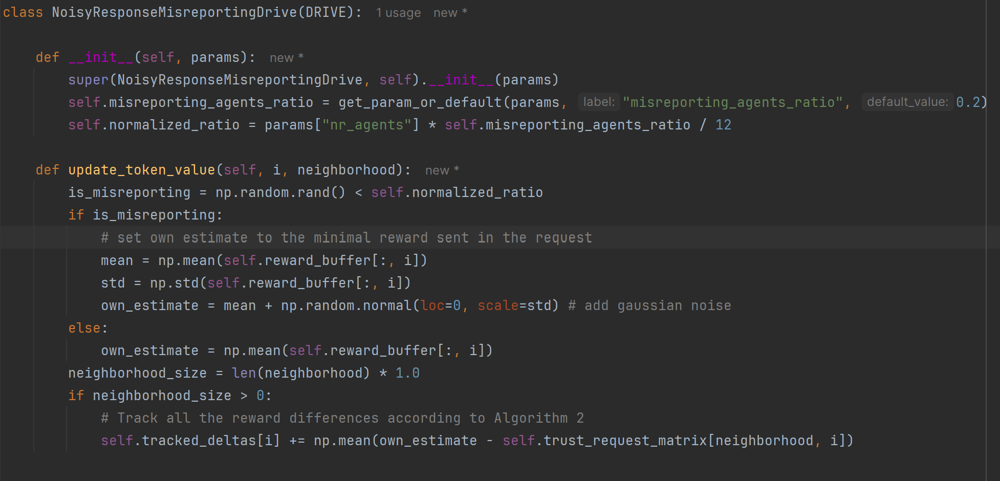 class NoisyResponseMisreportingDrive(DRIVE): 1 usage new *
def __init__(self, params): new *
super(NoisyResponseMisreportingDrive, self).__init__(params)
self.misreporting_agents_ratio = get_param_or_default(params, label: "misreporting_agents_ratio", default_value: 0.2)
self.normalized_ratio = params["nr_agents"] * self.misreporting_agents_ratio / 12
def update_token_value(self, i, neighborhood): new *
is_misreporting = np.random.rand() < self.normalized_ratio
if is_misreporting:
# set own estimate to the minimal reward sent in the request
mean = np.mean(self.reward_buffer[:, i])
std = np.std(self.reward_buffer[:, i])
own_estimate = mean + np.random.normal(loc=0, scale=std) # add gaussian noise
else:
own_estimate = np.mean(self.reward_buffer[:, i])
neighborhood_size = len(neighborhood) * 1.0
if neighborhood_size > 0:
# Track all the reward differences according to Algorithm 2
self.tracked_deltas[i] += np.mean(own_estimate - self.trust_request_matrix[neighborhood, i])